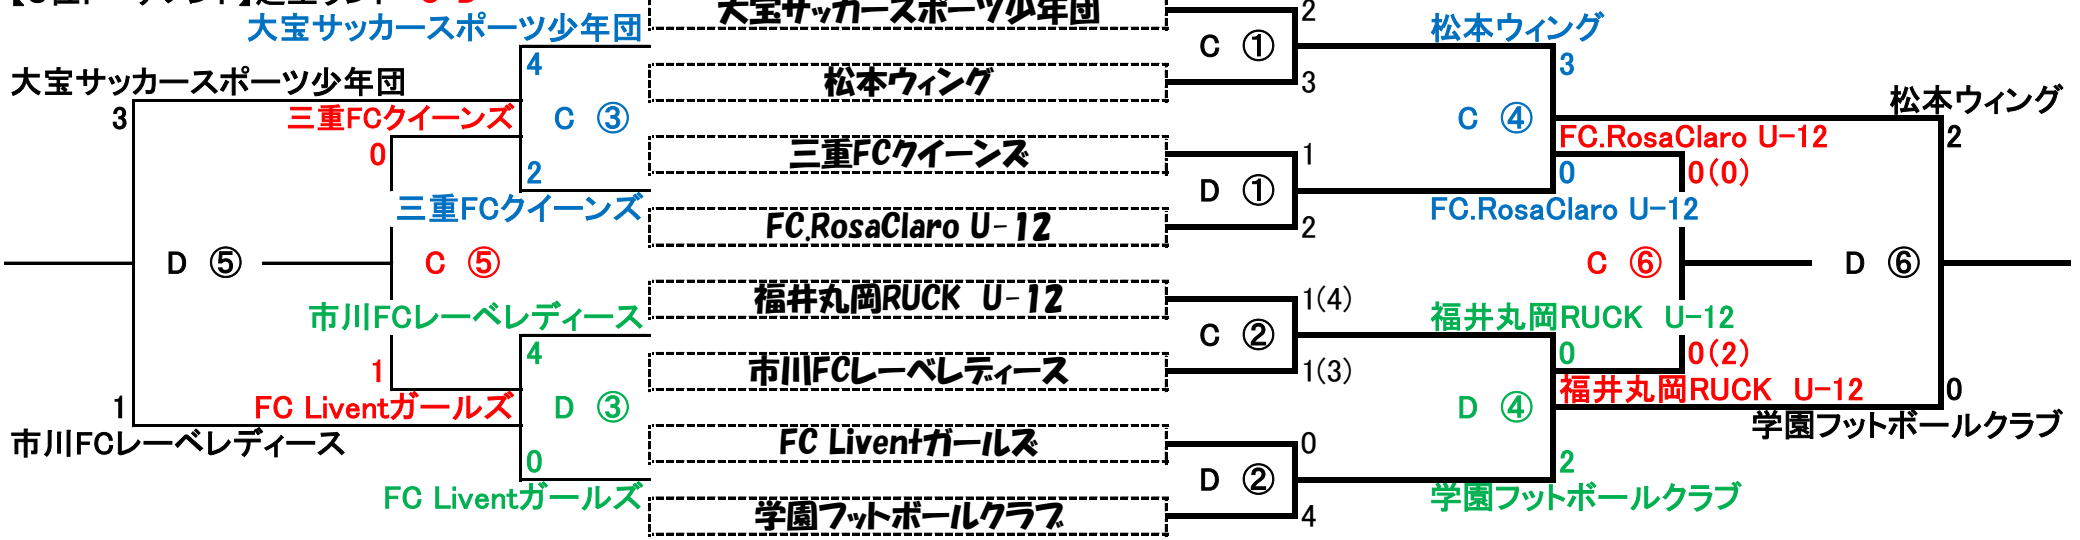 大宝サッカースポーツ少年団
大宝サッカースポーツ少年団 2 松本ウィング
C ①
大宝サッカースポーツ少年団 4 松本ウィング 3 3
3 三重FCクイーンズ C ③ C ④ 松本ウィング
0 三重FCクイーンズ 1 FC.RosaClaro U-12 2
2 D ① 0 0(0)
三重FCクイーンズ FC.RosaClaro U-12 2 FC.RosaClaro U-12
D ⑤ C ⑤ C ⑥ D ⑥
市川FCレーベレディース 福井丸岡RUCK U-12 1(4) 福井丸岡RUCK U-12
4 C ② 0 0(2)
1 市川FCレーベレディース 1(3) 福井丸岡RUCK U-12 0
1 FC Liventガールズ D ③ D ④ 学園フットボールクラブ
市川FCレーベレディース FC Liventガールズ 0
0 D ② 2
FC Liventガールズ 学園フットボールクラブ 4 学園フットボールクラブ